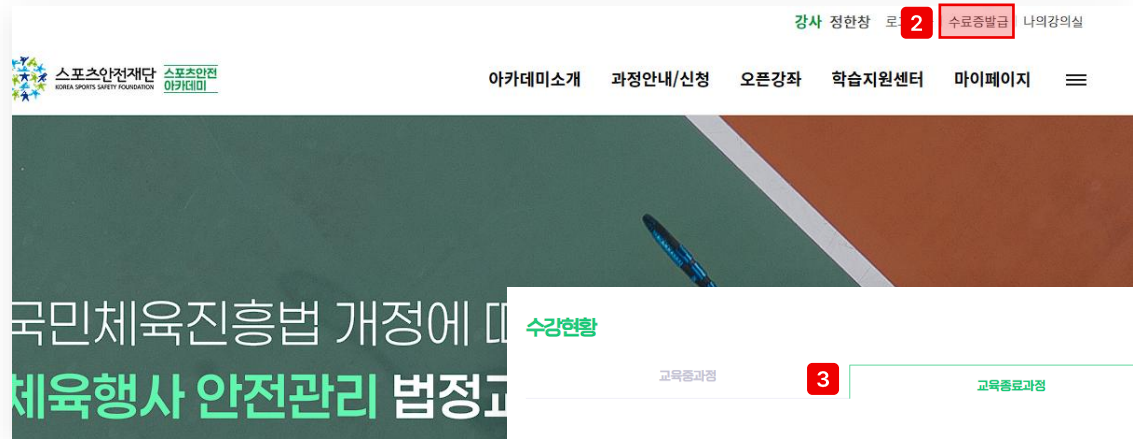 강사 정한창 로 2 수료증발급 나의강의실
스포츠안전재단 스포츠안전
KOREA SPORTS SAFETY FOUNDATION 아카데미
아카데미소개 과정안내/신청 오픈강좌 학습지원센터 마이페이지
국민체육진흥법 개정에
체육행사 안전관리 법정교
수강현황
교육중과정 3 교육종료과정